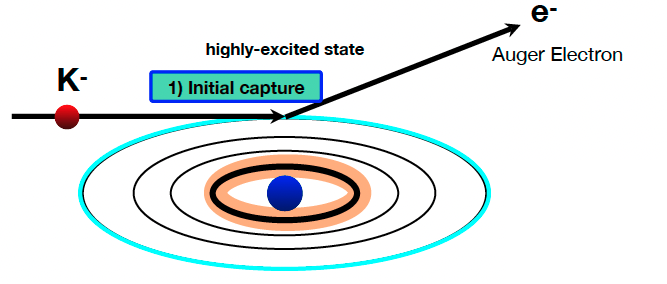 e-
highly-excited state
Auger Electron
K-
1) Initial capture